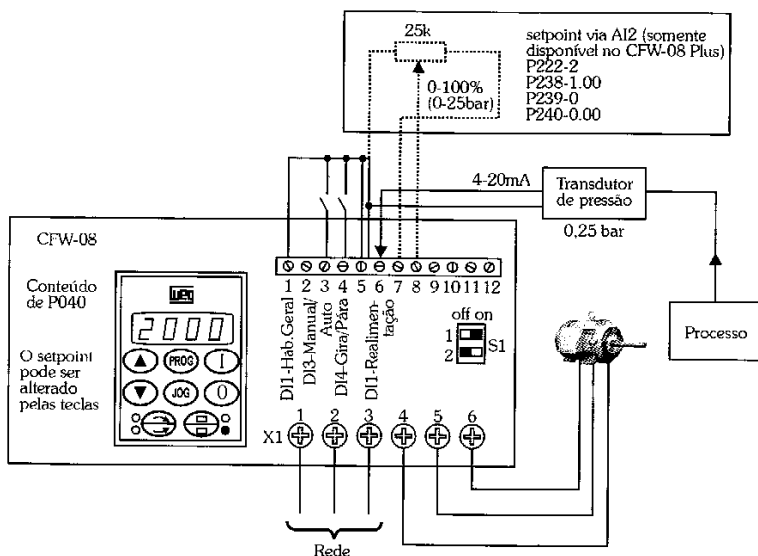 25k
0-100%
(0-25bar)
setpoint via AI2 (somente
disponível no CFW-08 Plus)
P222-2
P238-1.00
P239-0
P240-0.00
4-20mA
Transdutor
de pressão
0,25 bar
CFW-08
Conteúdo
de P040
WEG
2000
PROG
I
JOG
0
O setpoint
pode ser
alterado
pelas teclas
1 2 3 4 5 6 7 8 9 10 11 12
DI1-Hab.Geral
DI3-Manual/
Auto
DI4-Gira/Pára
DI1-Realimen-
tação
off on
1
2
S1
Processo
X1
1 2 3 4 5 6
Rede